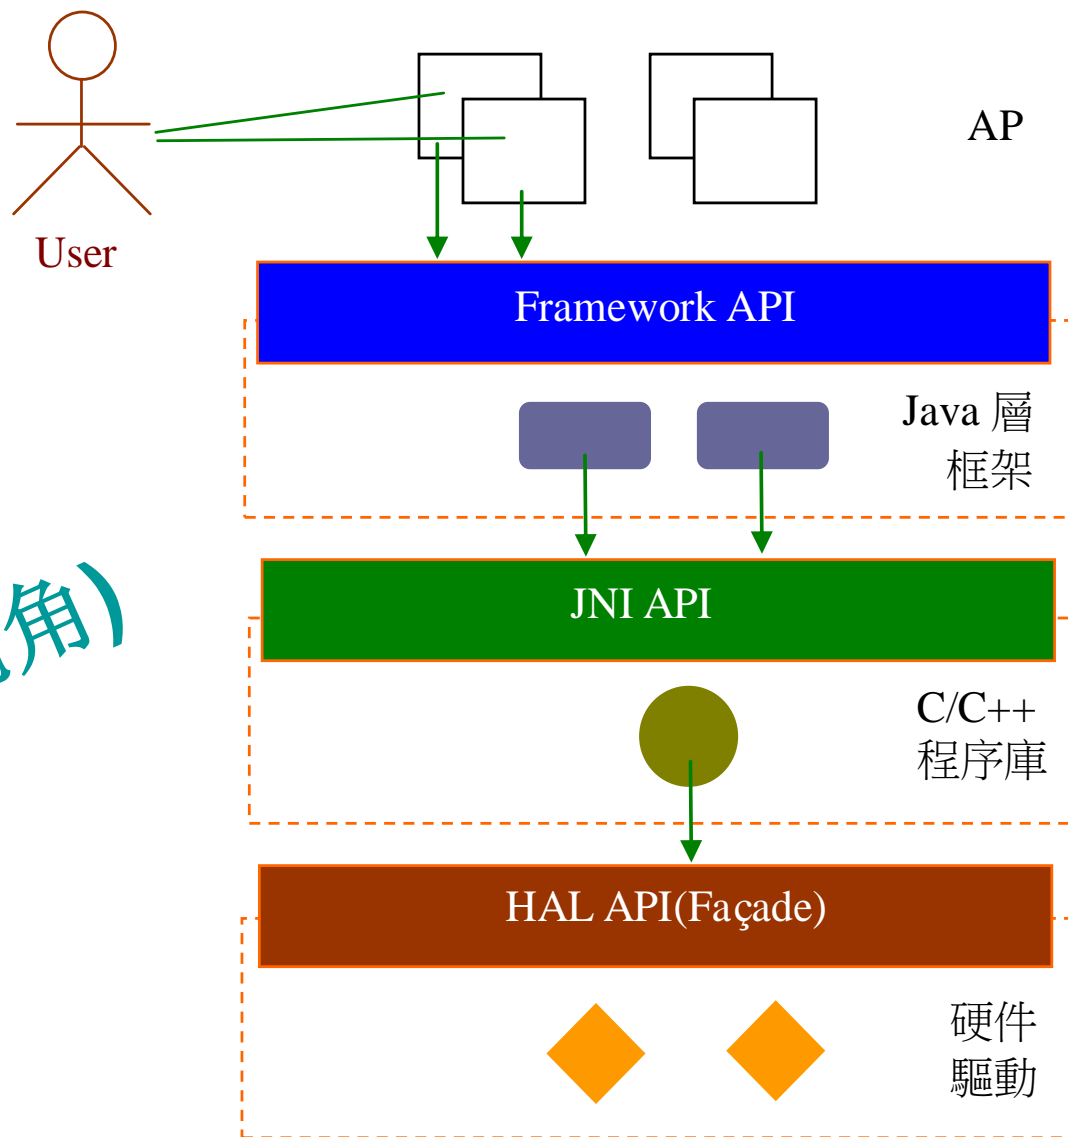 AP
User
Framework API
Java 層
框架
JNI API
角)
C/C++
程序庫
HAL API(Façade)
硬件
驅動